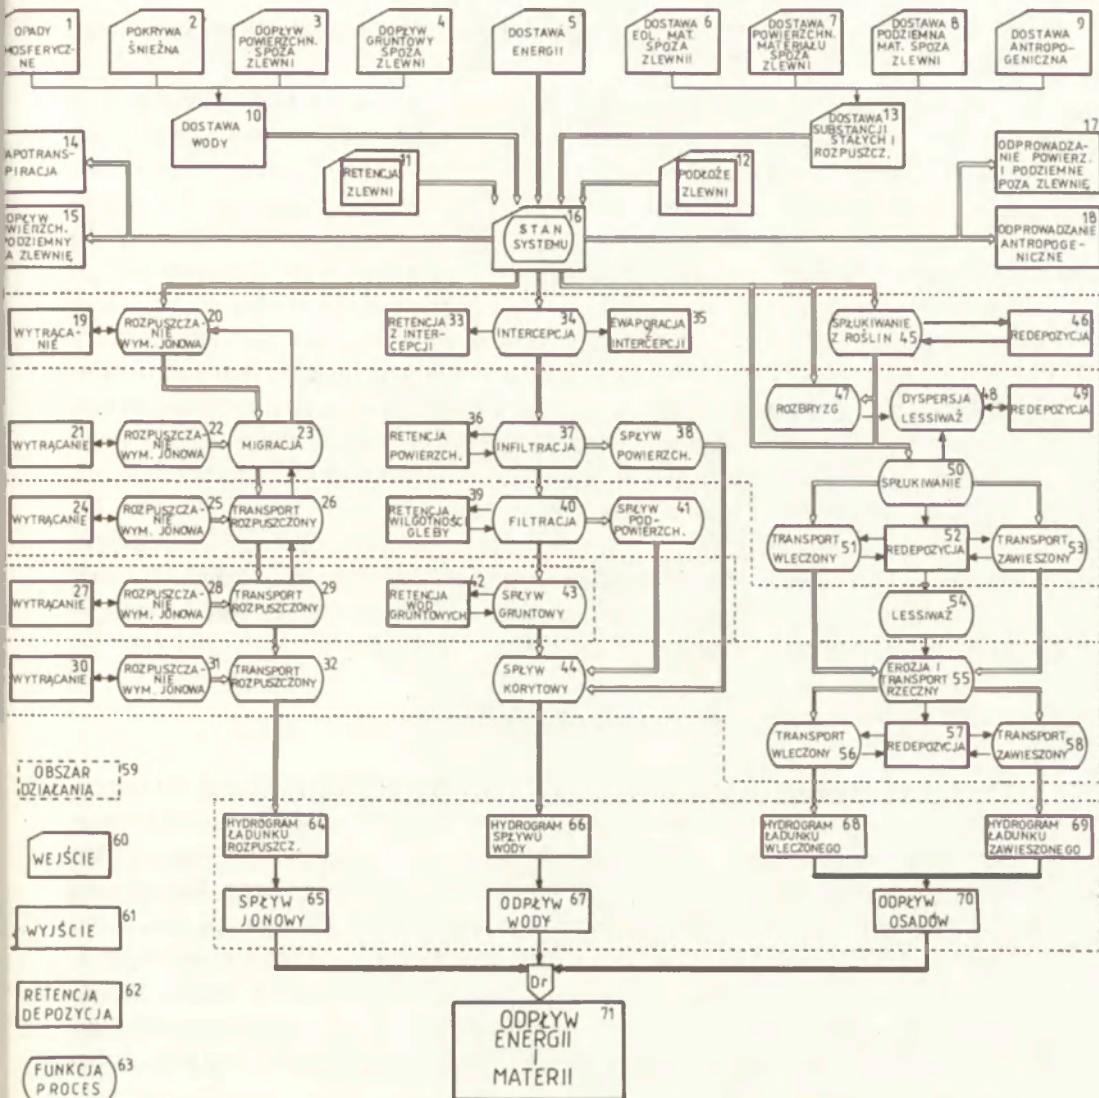 1
OPADY
MOSFERYCZ-
NE
2
POKRYWA
ŚNIEŻNA
3
DOPŁYW
POWIERZCHN.
SPOZA
ZLEWNI
4
DOPŁYW
GRUNTOWY
SPOZA
ZLEWNI
5
DOSTAWA
ENERGII
6
DOSTAWA
EOL. MAT.
SPOZA
ZLEWNII
7
DOSTAWA
POWIERZCHN.
MATERIAŁU
SPOZA
ZLEWNI
8
DOSTAWA
PODZIEMNA
MAT. SPOZA
ZLEWNI
9
DOSTAWA
ANTROPO-
GENICZNA
10
DOSTAWA
WODY
13
DOSTAWA
SUBSTANCJI
STAŁYCH I
ROZPUSZCZ.
14
APOTRANS-
PIRACJA
11
RETENCJA
ZLEWNI
12
PODŁOŻE
ZLEWNI
17
ODPROWADZA-
NIE POWIERZ.
I PODZIEMNE
POZA ZLEWNIĘ
15
DPŁYW
WIERZCH.
PODZIEMNY
A ZLEWNIĘ
16
STAN
SYSTEMU
18
ODPROWADZANIE
ANTROPOGE-
NICZNE
19
WYTRĄCA-
NIE
20
ROZPUSZCZA-
NIE
WYM. JONOWA
RETENCJA 33
Z INTER-
CEPCJI
34
INTERCEPCJA
35
EWAPORACJA
Z
INTERCEPCJI
SPŁUKIWANIE
Z ROŚLIN 45
46
REDEPOZYCJA
47
ROZBRYZG
48
DYSPERSJA
LESSIWAŻ
49
REDEPOZYCJA
21
WYTRĄCANIE
22
ROZPUSZCZA-
NIE
WYM. JONOWA
23
MIGRACJA
36
RETENCJA
POWIERZCH.
37
INFILTRACJA
38
SPŁYW
POWIERZCH.
50
SPŁUKIWANIE
24
WYTRĄCANIE
25
ROZPUSZCZA-
NIE
WYM. JONOWA
26
TRANSPORT
ROZPUSZCZONY
39
RETENCJA
WILGOTNOŚCI
GLEBY
40
FILTRACJA
41
SPŁYW
POD-
POWIERZCH.
TRANSPORT
WLECZONY 51
52
REDEPOZYCJA
TRANSPORT
ZAWIESZONY 53
27
WYTRĄCANIE
28
ROZPUSZCZA-
NIE
WYM. JONOWA
29
TRANSPORT
ROZPUSZCZONY
42
RETENCJA
WÓD
GRUNTOWYCH
43
SPŁYW
GRUNTOWY
54
LESSIWAŻ
30
WYTRĄCANIE
31
ROZPUSZCZA-
NIE
WYM. JONOWA
32
TRANSPORT
ROZPUSZCZONY
44
SPŁYW
KORYTOWY
EROZJA I
TRANSPORT 55
RZECZNY
TRANSPORT
WLECZONY 56
57
REDEPOZYCJA
TRANSPORT
ZAWIESZONY 58
59
OBSZAR
DZIAŁANIA
60
WEJŚCIE
61
WYJŚCIE
62
RETENCJA
DEPOZYCJA
63
FUNKCJA
PROCES
64
HYDROGRAM
ŁADUNKU
ROZPUSZCZ.
66
HYDROGRAM
SPŁYWU
WODY
68
HYDROGRAM
ŁADUNKU
WLECZONEGO
69
HYDROGRAM
ŁADUNKU
ZAWIESZONEGO
65
SPŁYW
JONOWY
67
ODPŁYW
WODY
70
ODPŁYW
OSADÓW
Dr
71
ODPŁYW
ENERGII
I
MATERII